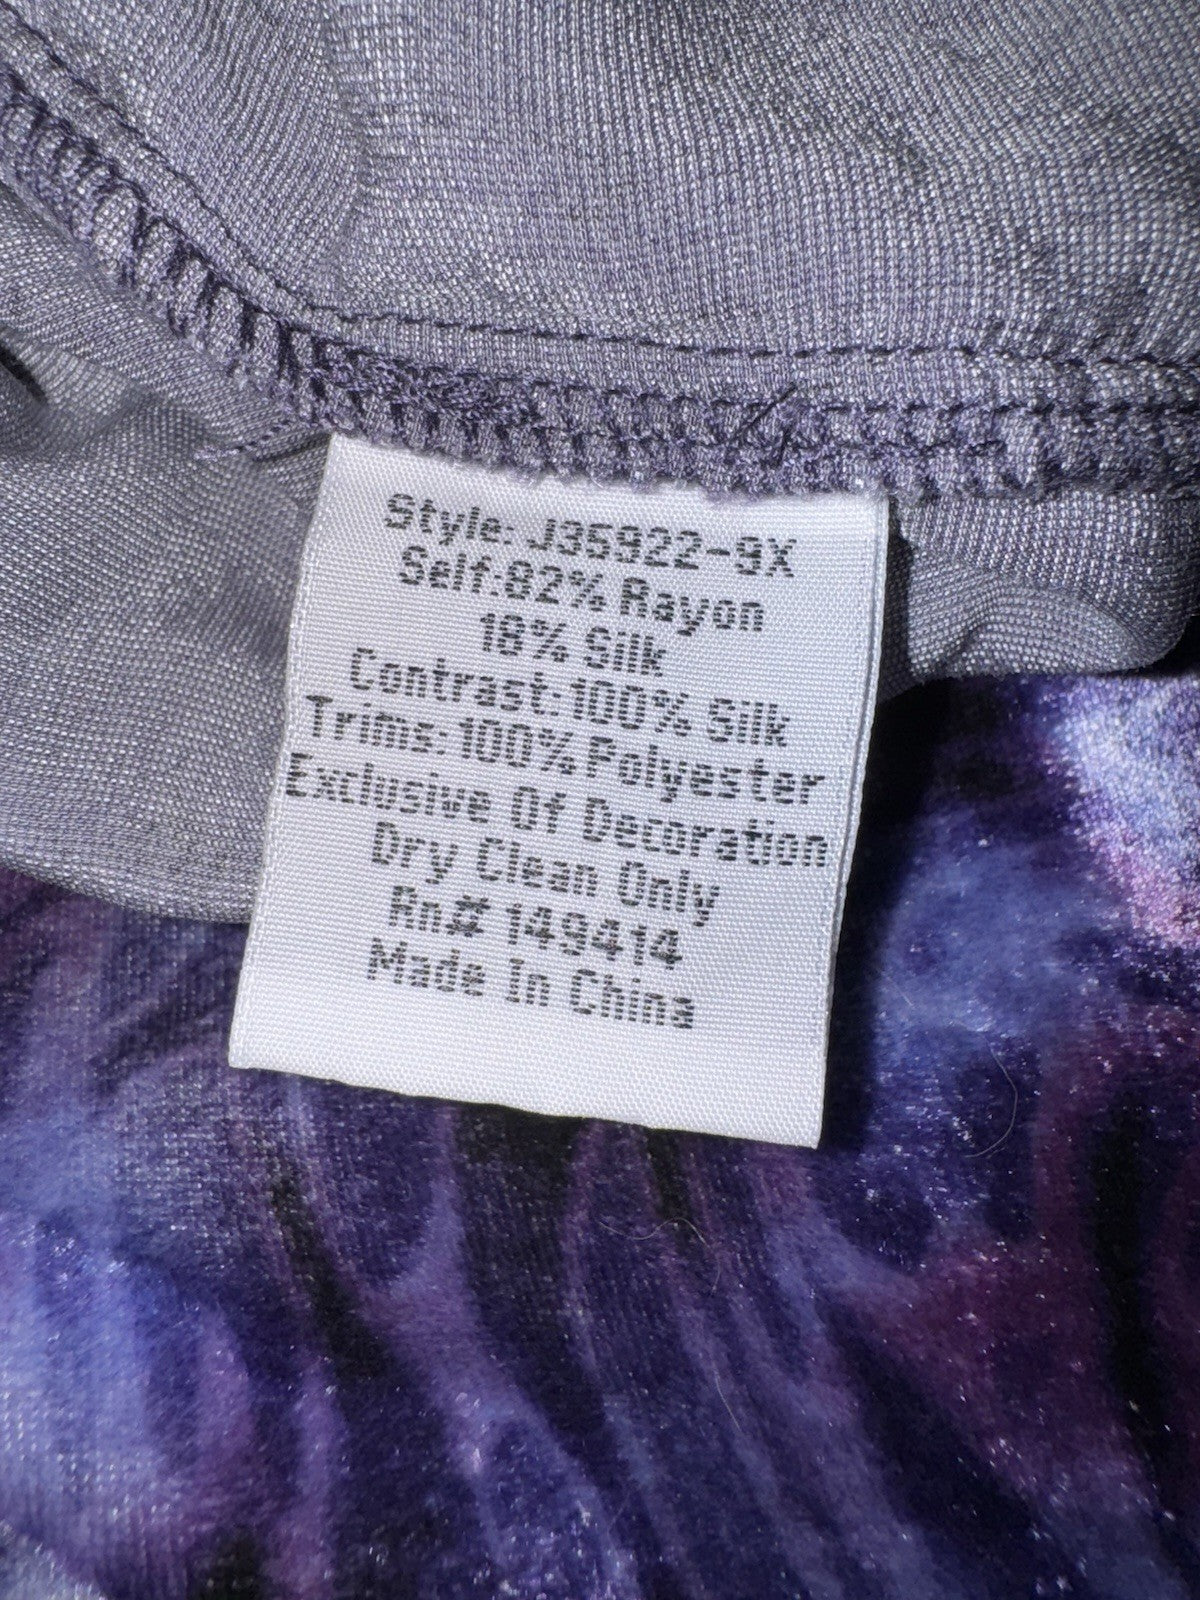 Style: J35922-9X
Self:82% Rayon
18% Silk
Contrast:100% Silk
Trims:100% Polyester
Exclusive Of Decoration
Dry Clean Only
Rn# 149414
Made In China